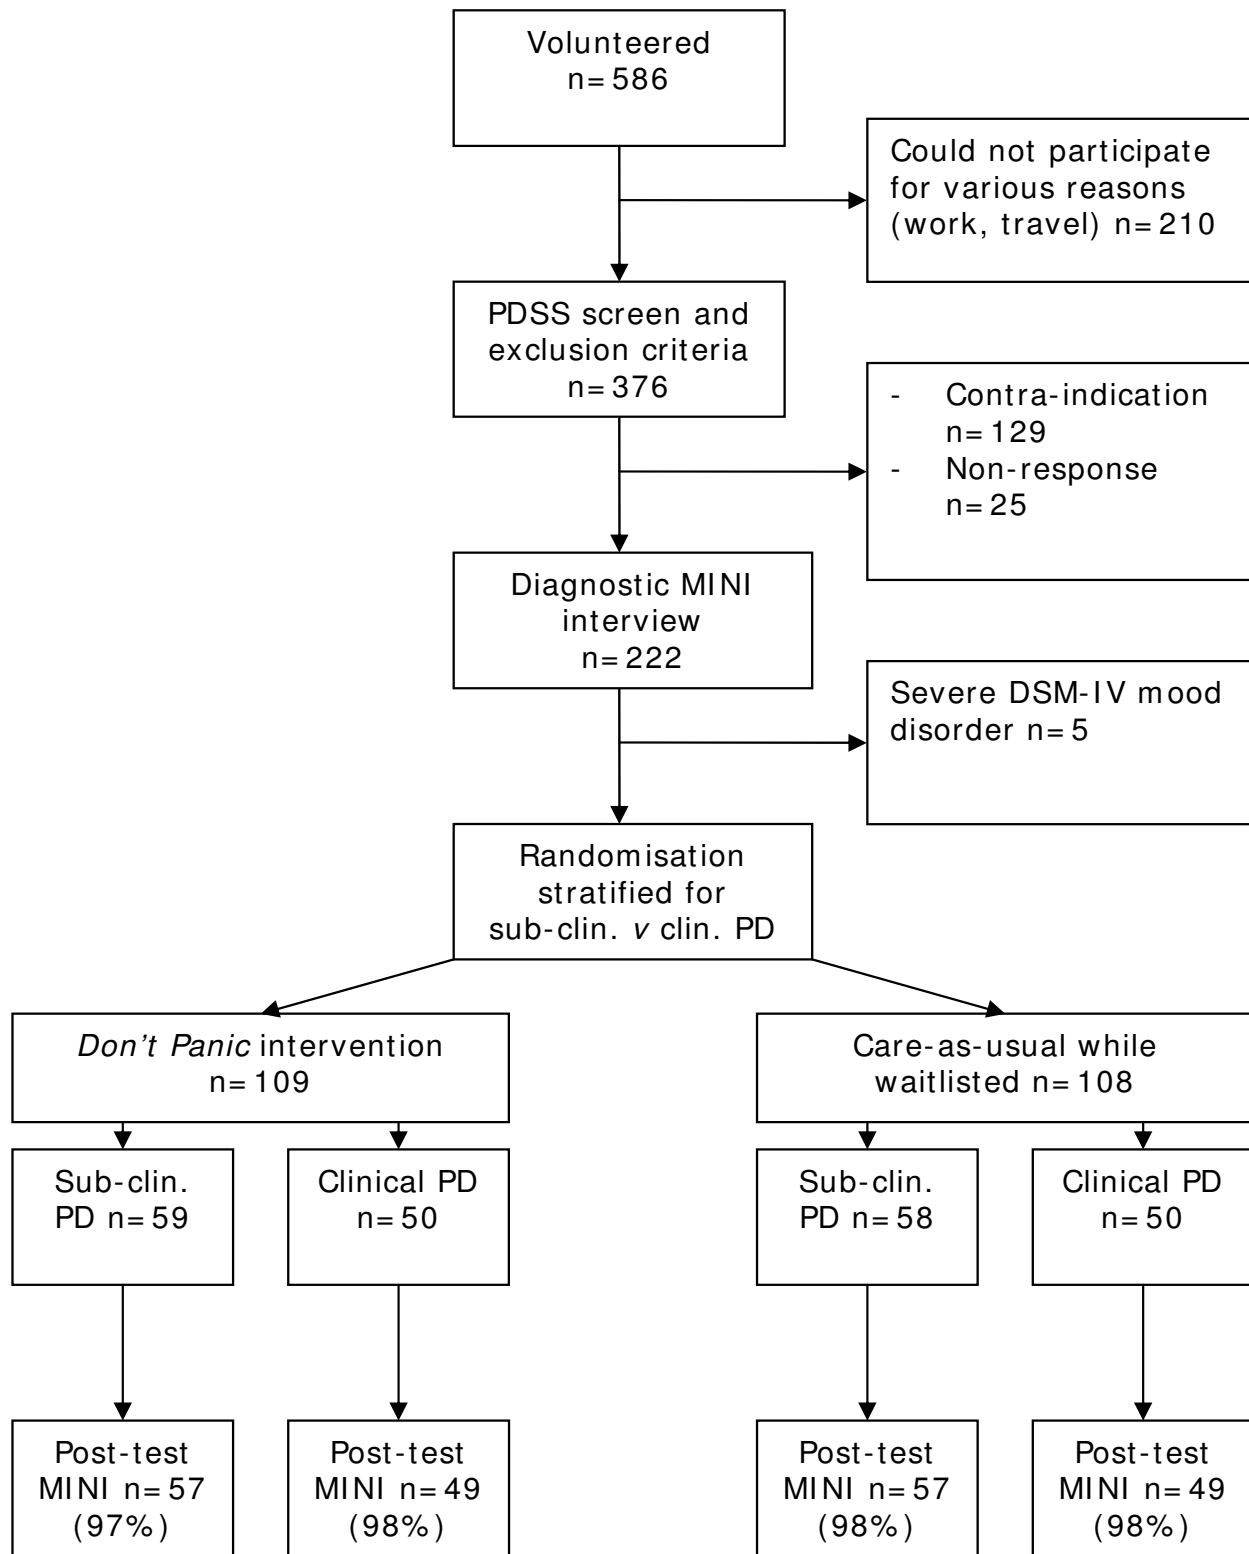 Volunteered
n=586
Could not participate
for various reasons
(work, travel) n=210
PDSS screen and
exclusion criteria
n=376
- Contra-indication
n=129
- Non-response
n=25
Diagnostic MINI
interview
n=222
Severe DSM-IV mood
disorder n=5
Randomisation
stratified for
sub-clin. v clin. PD
Don't Panic intervention
n=109
Care-as-usual while
waitlisted n=108
Sub-clin.
PD n=59
Clinical PD
n=50
Sub-clin.
PD n=58
Clinical PD
n=50
Post-test
MINI n=57
(97%)
Post-test
MINI n=49
(98%)
Post-test
MINI n=57
(98%)
Post-test
MINI n=49
(98%)